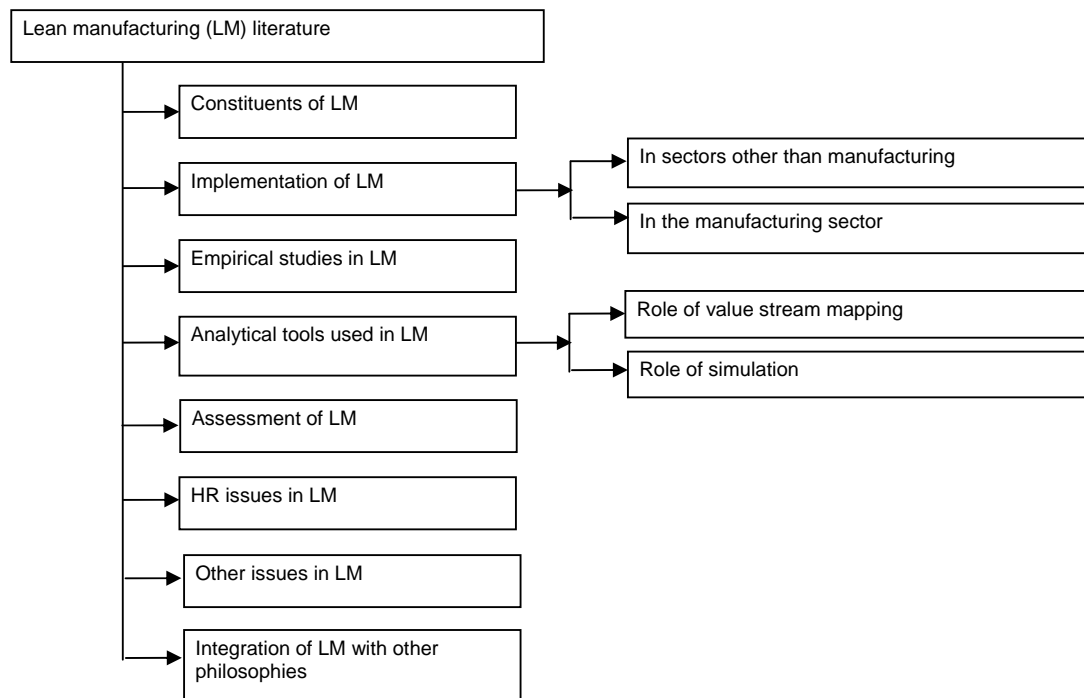 Lean manufacturing (LM) literature
Constituents of LM
Implementation of LM
In sectors other than manufacturing
In the manufacturing sector
Empirical studies in LM
Analytical tools used in LM
Role of value stream mapping
Role of simulation
Assessment of LM
HR issues in LM
Other issues in LM
Integration of LM with other
philosophies